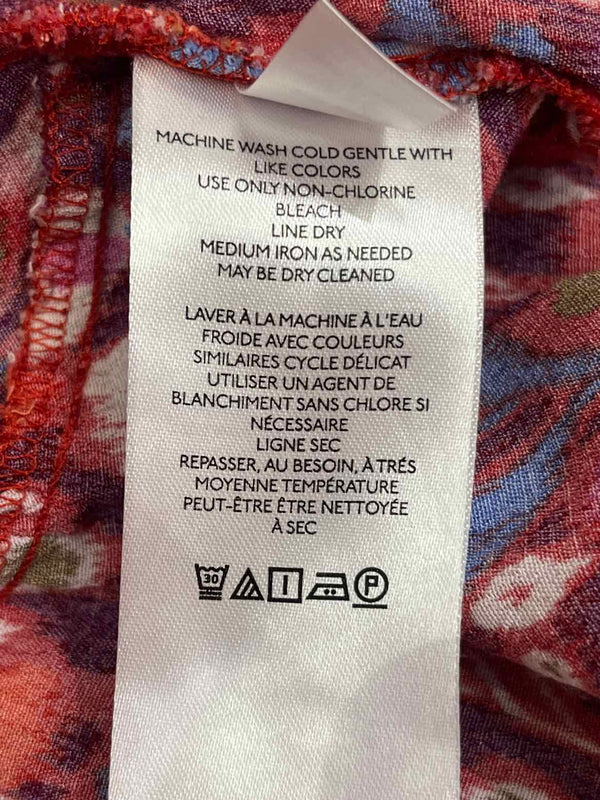 MACHINE WASH COLD GENTLE WITH
LIKE COLORS
USE ONLY NON-CHLORINE
BLEACH
LINE DRY
MEDIUM IRON AS NEEDED
MAY BE DRY CLEANED
LAVER À LA MACHINE À L'EAU
FROIDE AVEC COULEURS
SIMILAIRES CYCLE DÉLICAT
UTILISER UN AGENT DE
BLANCHIMENT SANS CHLORE SI
NÉCESSAIRE
LIGNE SEC
REPASSER, AU BESOIN, À TRÉS
MOYENNE TEMPÉRATURE
PEUT-ÊTRE ÊTRE NETTOYÉE
À SEC
30 P